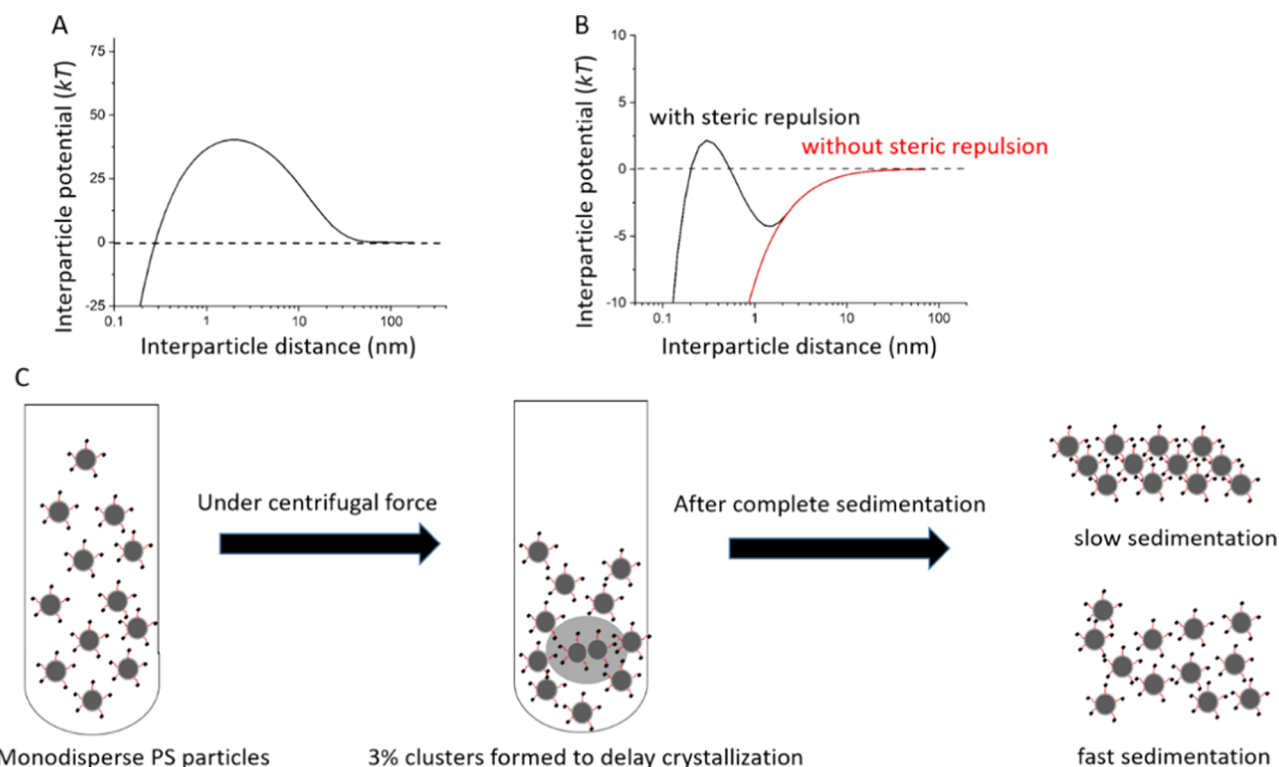 A
Interparticle potential (kT)
75
50
25
0
-25
0.1
1
10
100
Interparticle distance (nm)
B
Interparticle potential (kT)
10
5
0
-5
-10
with steric repulsion
without steric repulsion
0.1
1
10
100
Interparticle distance (nm)
C
Under centrifugal force
After complete sedimentation
slow sedimentation
Monodisperse PS particles
3% clusters formed to delay crystallization
fast sedimentation